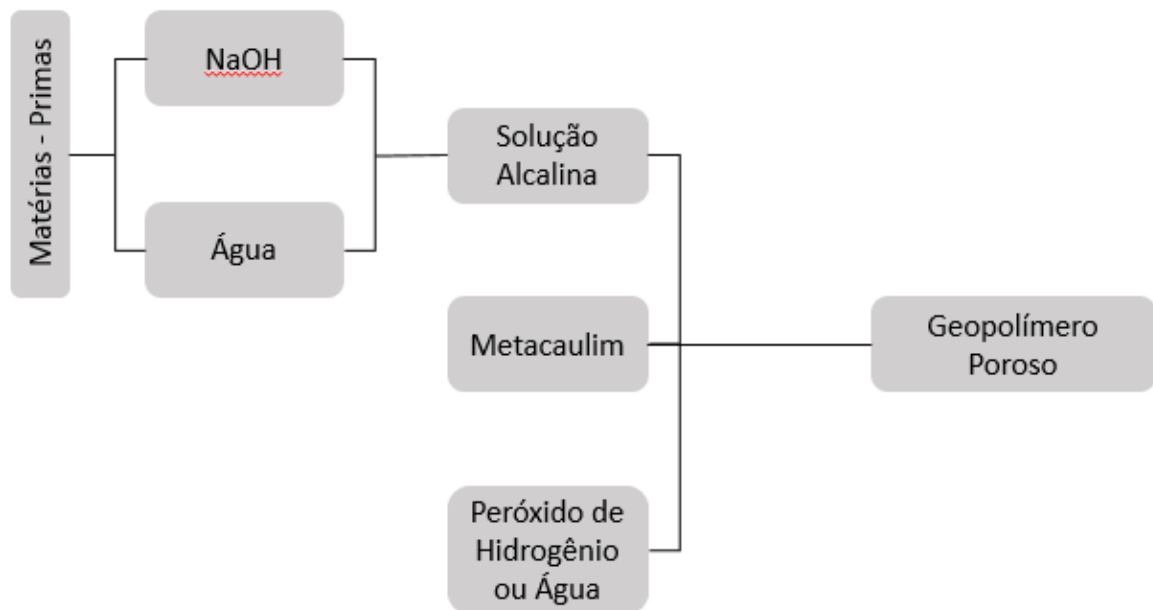 Matérias - Primas
NaOH
Água
Solução
Alcalina
Metacaulim
Peróxido de
Hidrogênio
ou Água
Geopolímero
Poroso